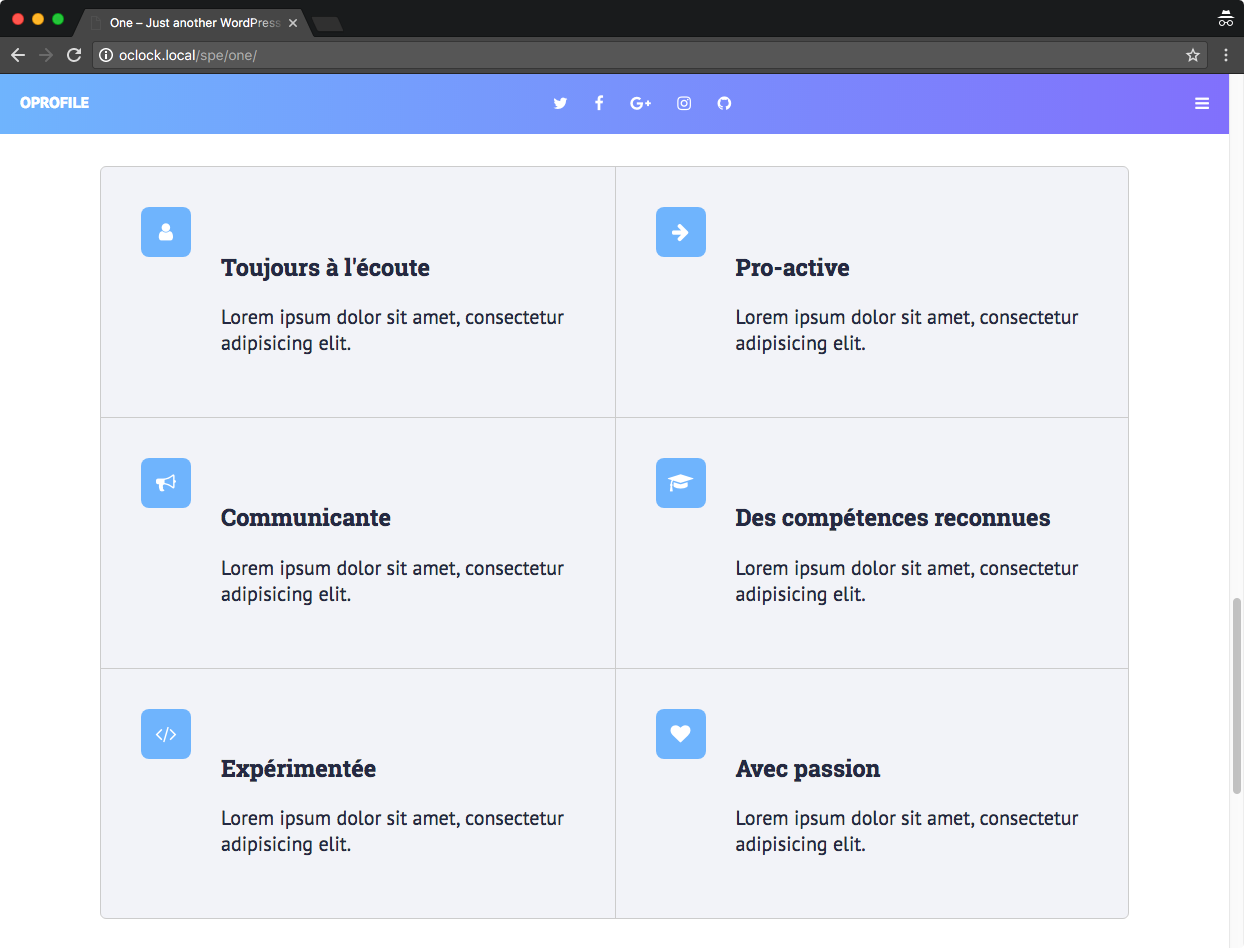 One – Just another WordPress
oclock.local/spe/one/
OPROFILE
Toujours à l'écoute
Lorem ipsum dolor sit amet, consectetur
adipisicing elit.
Pro-active
Lorem ipsum dolor sit amet, consectetur
adipisicing elit.
Communicante
Lorem ipsum dolor sit amet, consectetur
adipisicing elit.
Des compétences reconnues
Lorem ipsum dolor sit amet, consectetur
adipisicing elit.
Expérimentée
Lorem ipsum dolor sit amet, consectetur
adipisicing elit.
Avec passion
Lorem ipsum dolor sit amet, consectetur
adipisicing elit.